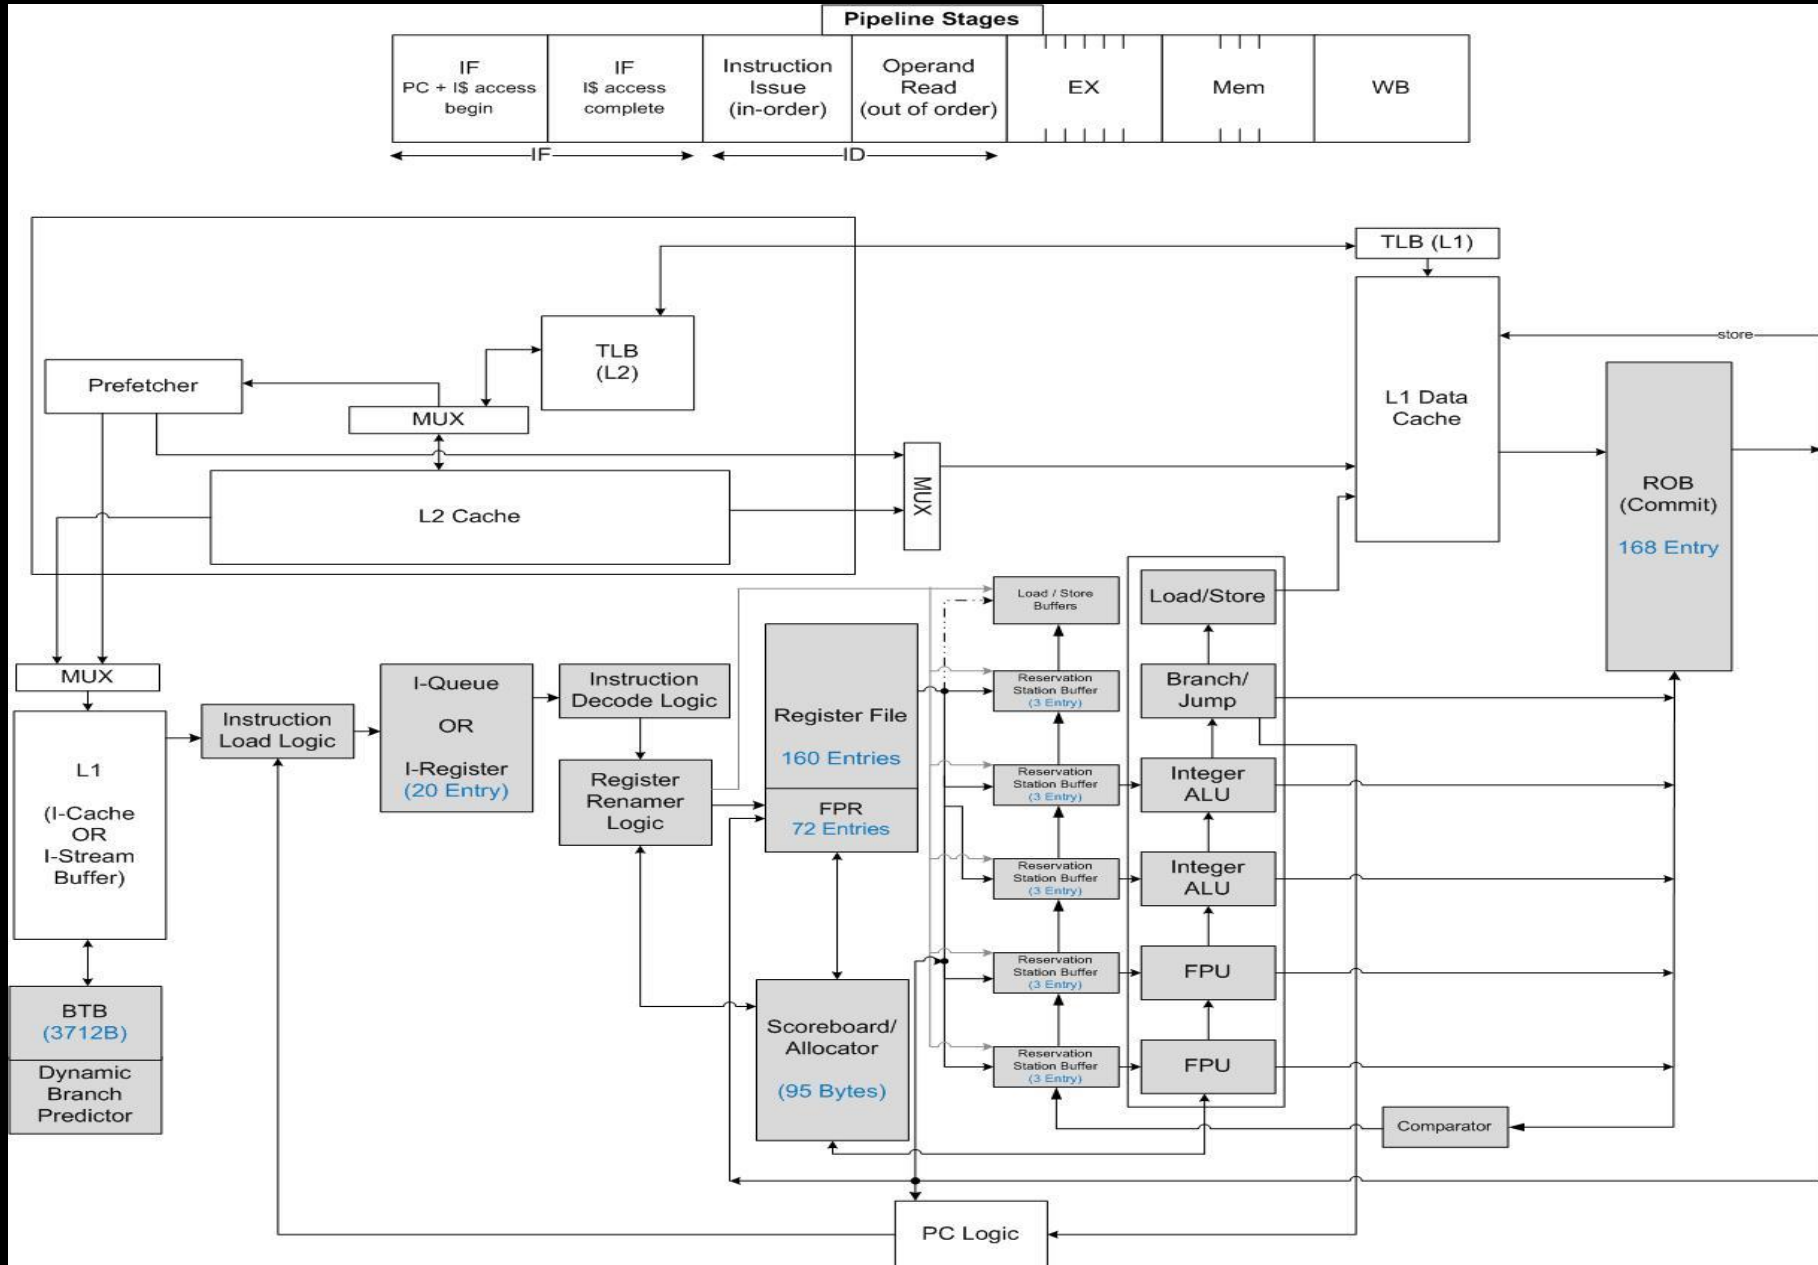 Pipeline Stages
IF
PC + I$ access
begin
IF
I$ access
complete
Instruction
Issue
(in-order)
Operand
Read
(out of order)
EX
Mem
WB
IF
ID
TLB (L1)
TLB
(L2)
store
Prefetcher
MUX
L1 Data
Cache
MUX
L2 Cache
ROB
(Commit)
168 Entry
Load / Store
Buffers
Load/Store
MUX
I-Queue
OR
I-Register
(20 Entry)
Instruction
Decode Logic
Register File
160 Entries
Reservation
Station Buffer
(3 Entry)
Branch/
Jump
Instruction
Load Logic
L1
(I-Cache
OR
I-Stream
Buffer)
Register
Renamer
Logic
FPR
72 Entries
Reservation
Station Buffer
(3 Entry)
Integer
ALU
Reservation
Station Buffer
(3 Entry)
Integer
ALU
Reservation
Station Buffer
(3 Entry)
FPU
BTB
(3712B)
Dynamic
Branch
Predictor
Scoreboard/
Allocator
(95 Bytes)
Reservation
Station Buffer
(3 Entry)
FPU
Comparator
PC Logic